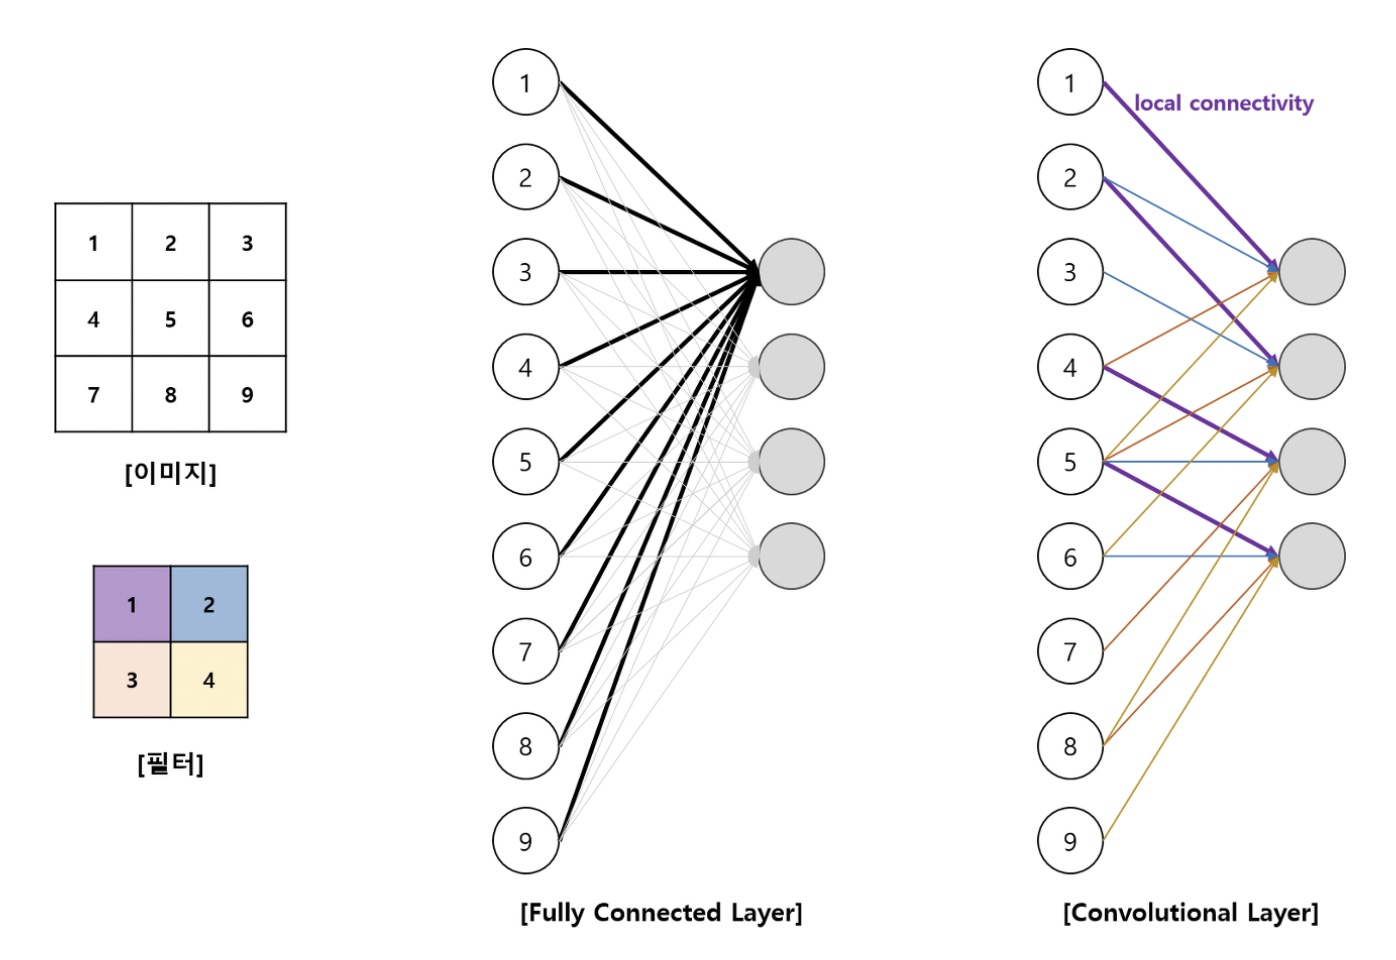 1 2 3
4 5 6
7 8 9
[이미지]
1 2
3 4
[필터]
1
2
3
4
5
6
7
8
9
[Fully Connected Layer]
1
local connectivity
2
3
4
5
6
7
8
9
[Convolutional Layer]